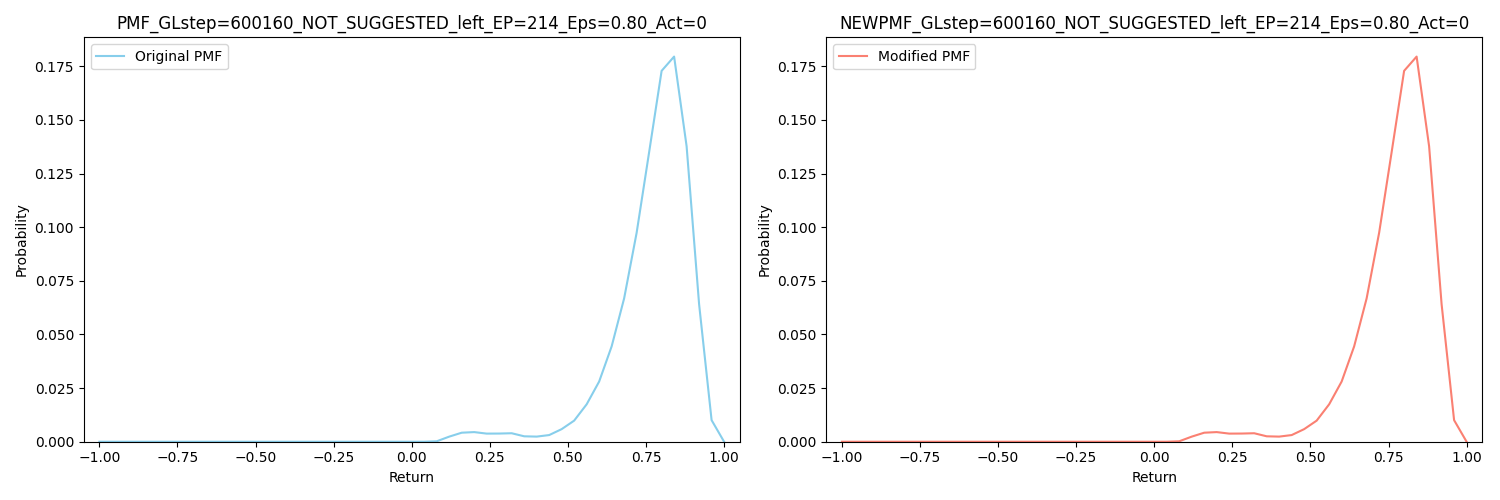 PMF_GLstep=600160_NOT_SUGGESTED_left_EP=214_Eps=0.80_Act=0
Original PMF
Probability
0.175
0.150
0.125
0.100
0.075
0.050
0.025
0.000
−1.00 −0.75 −0.50 −0.25 0.00 0.25 0.50 0.75 1.00
Return
NEWPMF_GLstep=600160_NOT_SUGGESTED_left_EP=214_Eps=0.80_Act=0
Modified PMF
Probability
0.175
0.150
0.125
0.100
0.075
0.050
0.025
0.000
−1.00 −0.75 −0.50 −0.25 0.00 0.25 0.50 0.75 1.00
Return